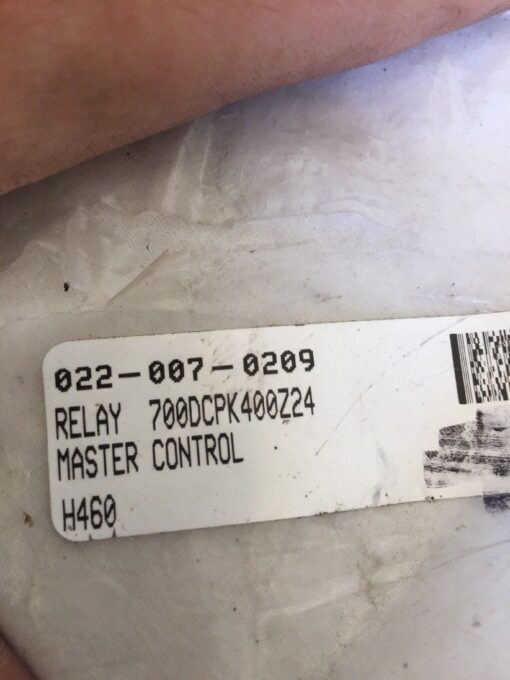 022-007-0209
RELAY 700DCPK400Z24
MASTER CONTROL
H460